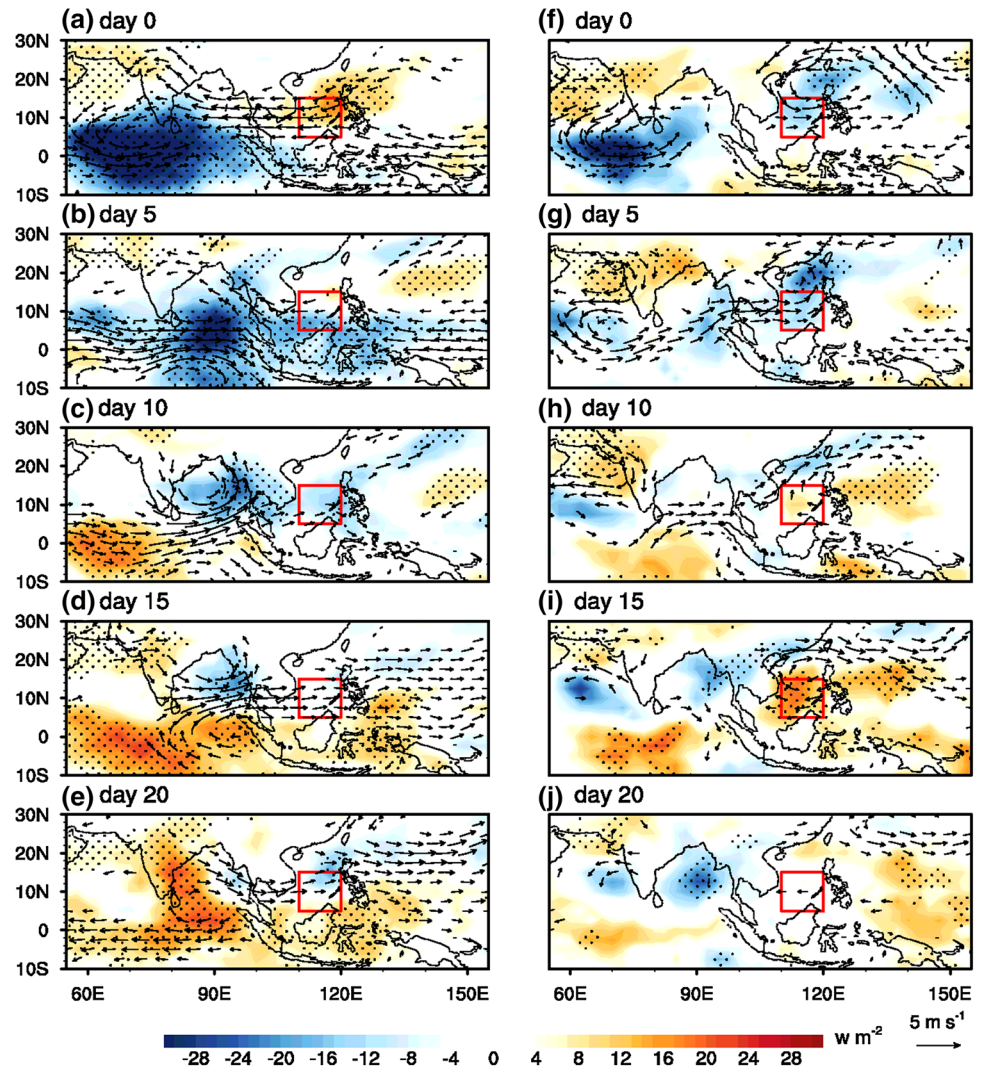 (a) day 0
(f) day 0
30N
20N
10N
0
10S
(b) day 5
(g) day 5
30N
20N
10N
0
10S
(c) day 10
(h) day 10
30N
20N
10N
0
10S
(d) day 15
(i) day 15
30N
20N
10N
0
10S
(e) day 20
(j) day 20
30N
20N
10N
0
10S
60E 90E 120E 150E
60E 90E 120E 150E
5 m s-1
w m-2
-28 -24 -20 -16 -12 -8 -4 0 4 8 12 16 20 24 28